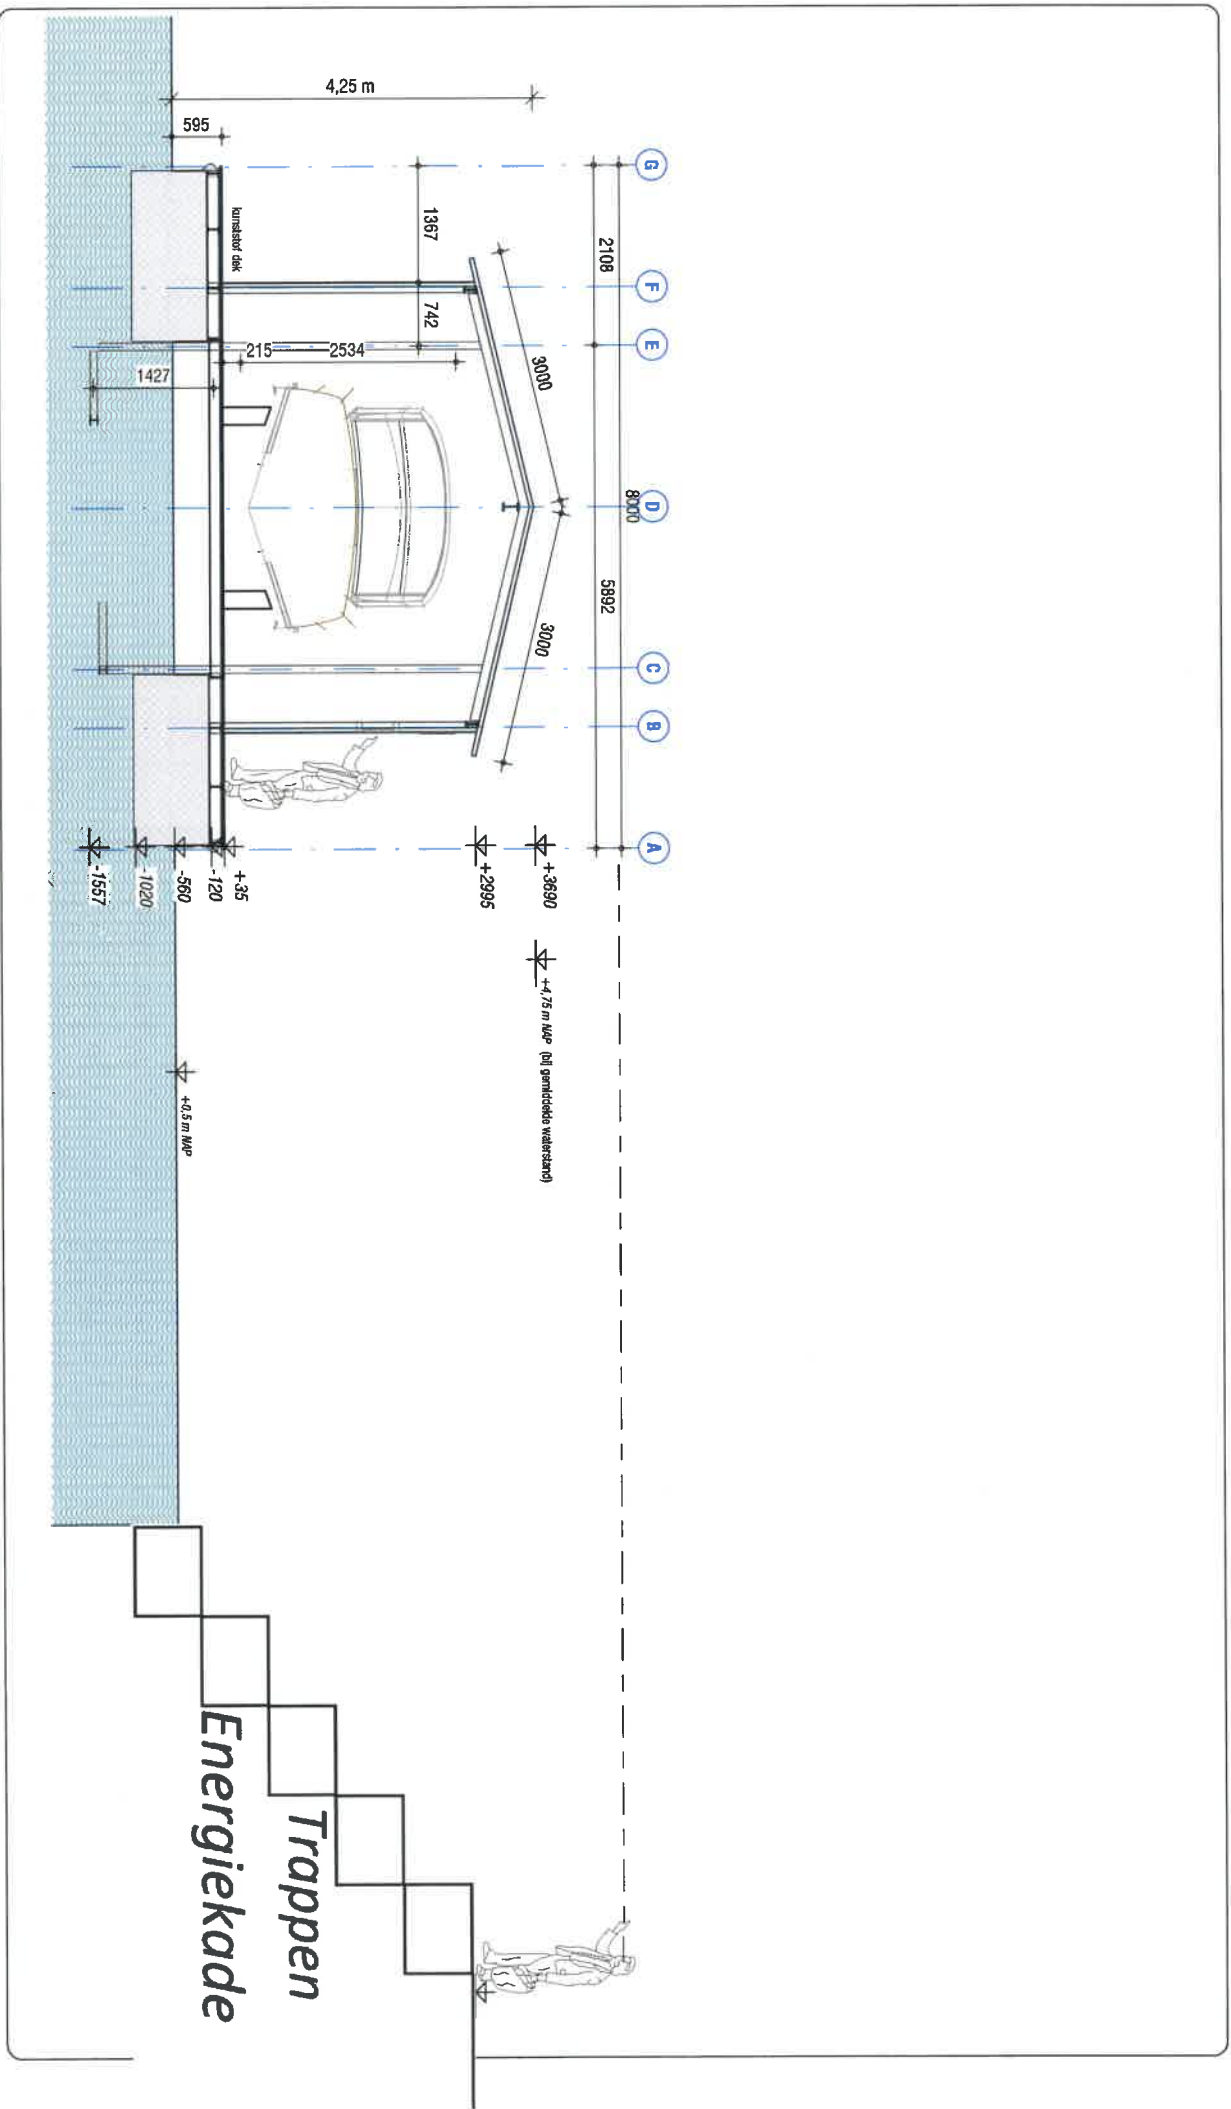 G
F
E
D
C
B
A
8000
2108
5892
3000
3000
4,25 m
1367
742
595
215
2534
1427
kunststof dek
+3690
+4,75 m NAP (bij gemiddelde waterstand)
+2995
+35
-120
-560
-1020
-1557
+0,5 m NAP
Trappen
Energiekade